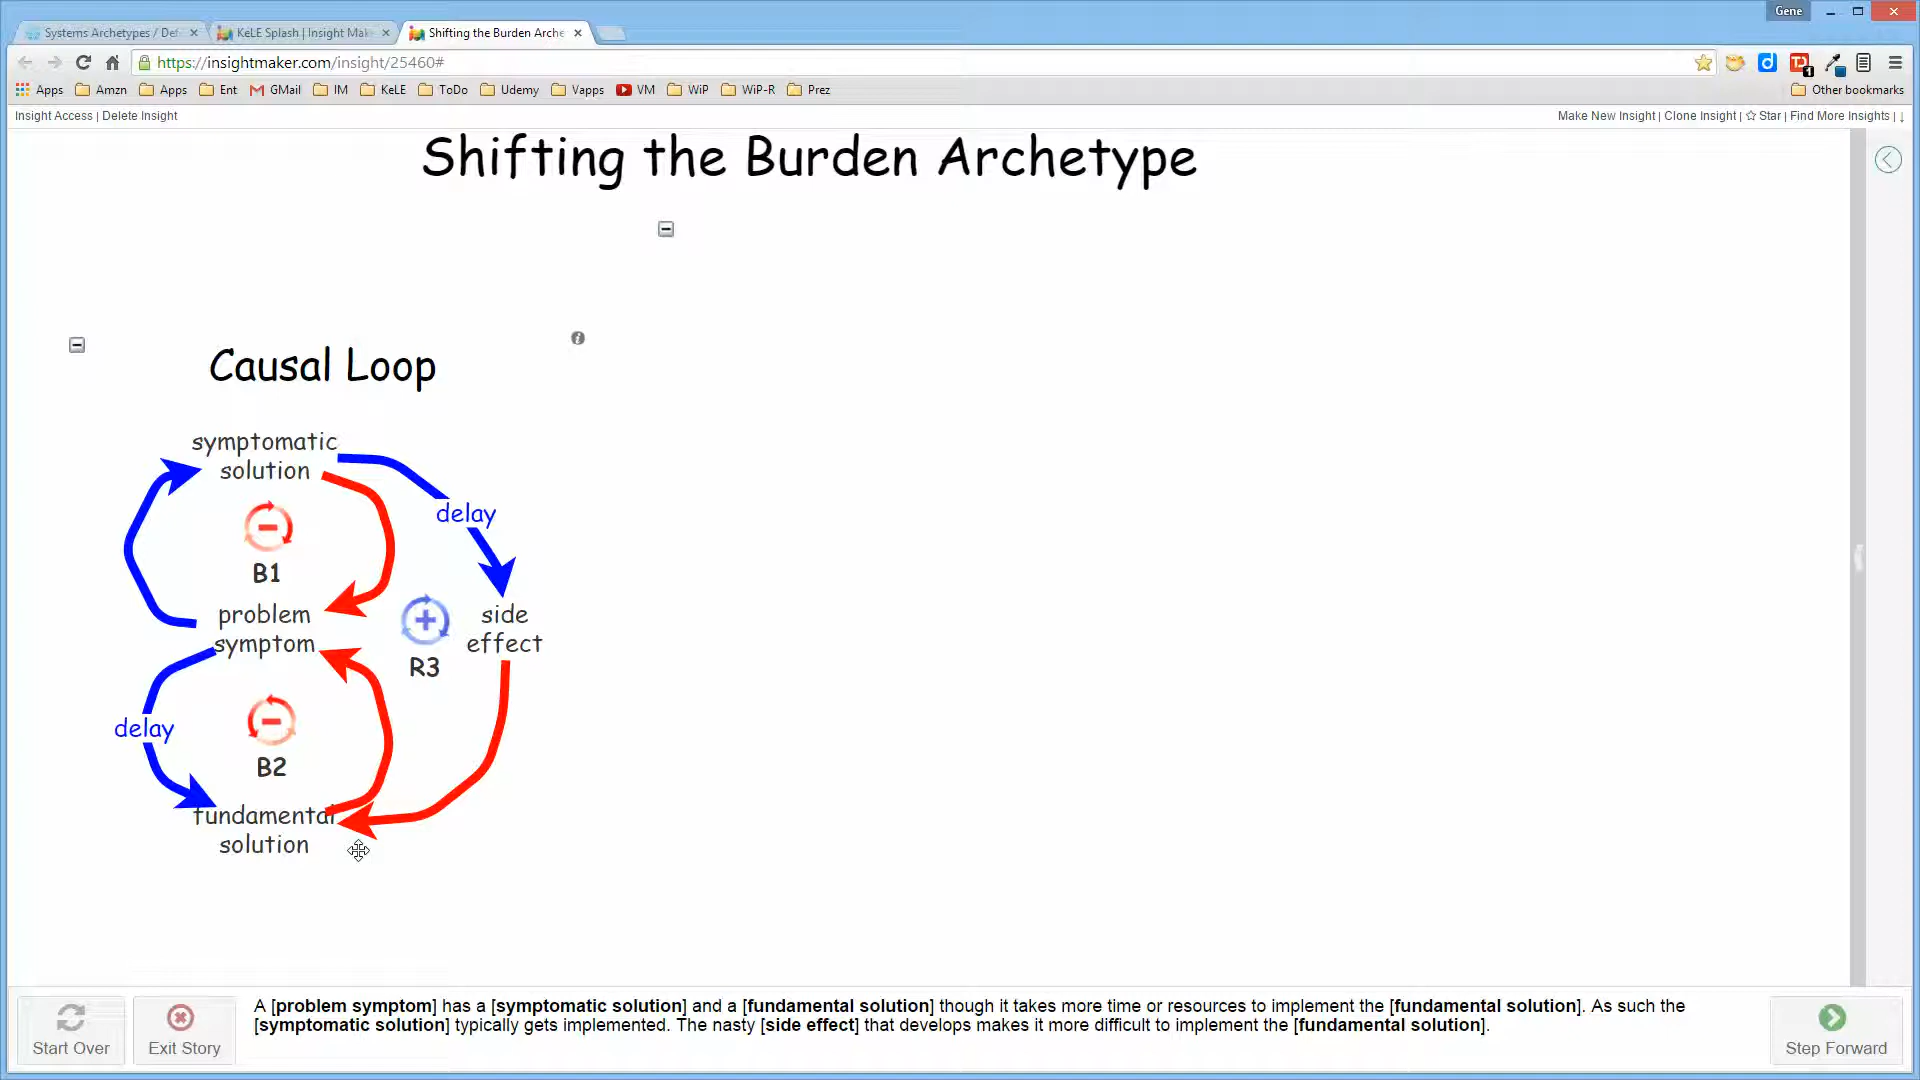 Gene
Systems Archetypes / Def
KeLE Splash | Insight Mak
Shifting the Burden Arche
https://insightmaker.com/insight/25460#
Apps Amzn Apps Ent GMail IM KeLE ToDo Udemy Vapps VM WiP WiP-R Prez Other bookmarks
Insight Access | Delete Insight
Make New Insight | Clone Insight | Star | Find More Insights | ↓
Shifting the Burden Archetype
Causal Loop
symptomatic
solution
delay
B1
problem
symptom
side
effect
R3
delay
B2
fundamental
solution
A [problem symptom] has a [symptomatic solution] and a [fundamental solution] though it takes more time or resources to implement the [fundamental solution]. As such the
[symptomatic solution] typically gets implemented. The nasty [side effect] that develops makes it more difficult to implement the [fundamental solution].
Start Over
Exit Story
Step Forward